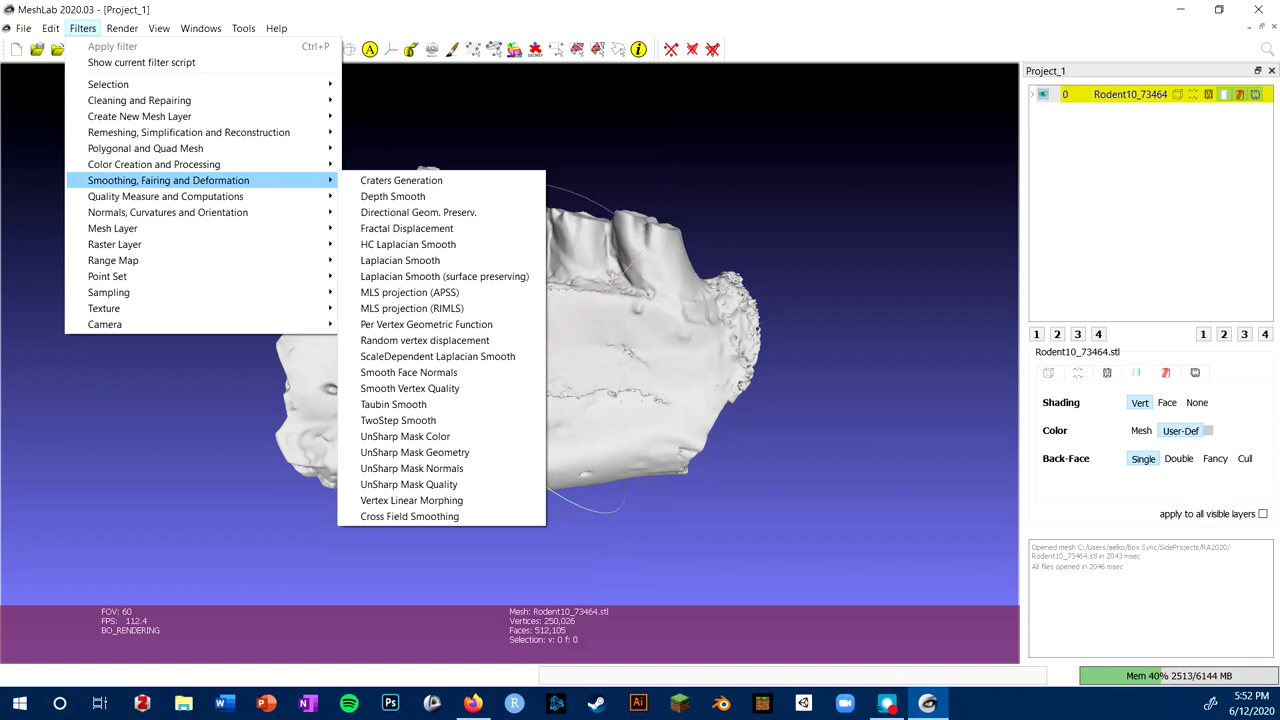 MeshLab 2020.03 - [Project_1]
File Edit Filters Render View Windows Tools Help
Apply filter Ctrl+P
Show current filter script
Selection
Cleaning and Repairing
Create New Mesh Layer
Remeshing, Simplification and Reconstruction
Polygonal and Quad Mesh
Color Creation and Processing
Smoothing, Fairing and Deformation
Quality Measure and Computations
Normals, Curvatures and Orientation
Mesh Layer
Raster Layer
Range Map
Point Set
Sampling
Texture
Camera
Craters Generation
Depth Smooth
Directional Geom. Preserv.
Fractal Displacement
HC Laplacian Smooth
Laplacian Smooth
Laplacian Smooth (surface preserving)
MLS projection (APSS)
MLS projection (RIMLS)
Per Vertex Geometric Function
Random vertex displacement
ScaleDependent Laplacian Smooth
Smooth Face Normals
Smooth Vertex Quality
Taubin Smooth
TwoStep Smooth
UnSharp Mask Color
UnSharp Mask Geometry
UnSharp Mask Normals
UnSharp Mask Quality
Vertex Linear Morphing
Cross Field Smoothing
FOV: 60
FPS: 112.4
BO_RENDERING
Mesh: Rodent10_73464.stl
Vertices: 250,026
Faces: 512,105
Selection: v: 0 f: 0
Project_1
0 Rodent10_73464
1 2 3 4 1 2 3 4
Rodent10_73464.stl
Shading Vert Face None
Color Mesh User-Def
Back-Face Single Double Fancy Cull
apply to all visible layers
Opened mesh C:/Users/aelko/Box Sync/SideProjects/RA2020/
Rodent10_73464.stl in 2043 msec
All files opened in 2046 msec
Mem 40% 2513/6144 MB
5:52 PM
6/12/2020